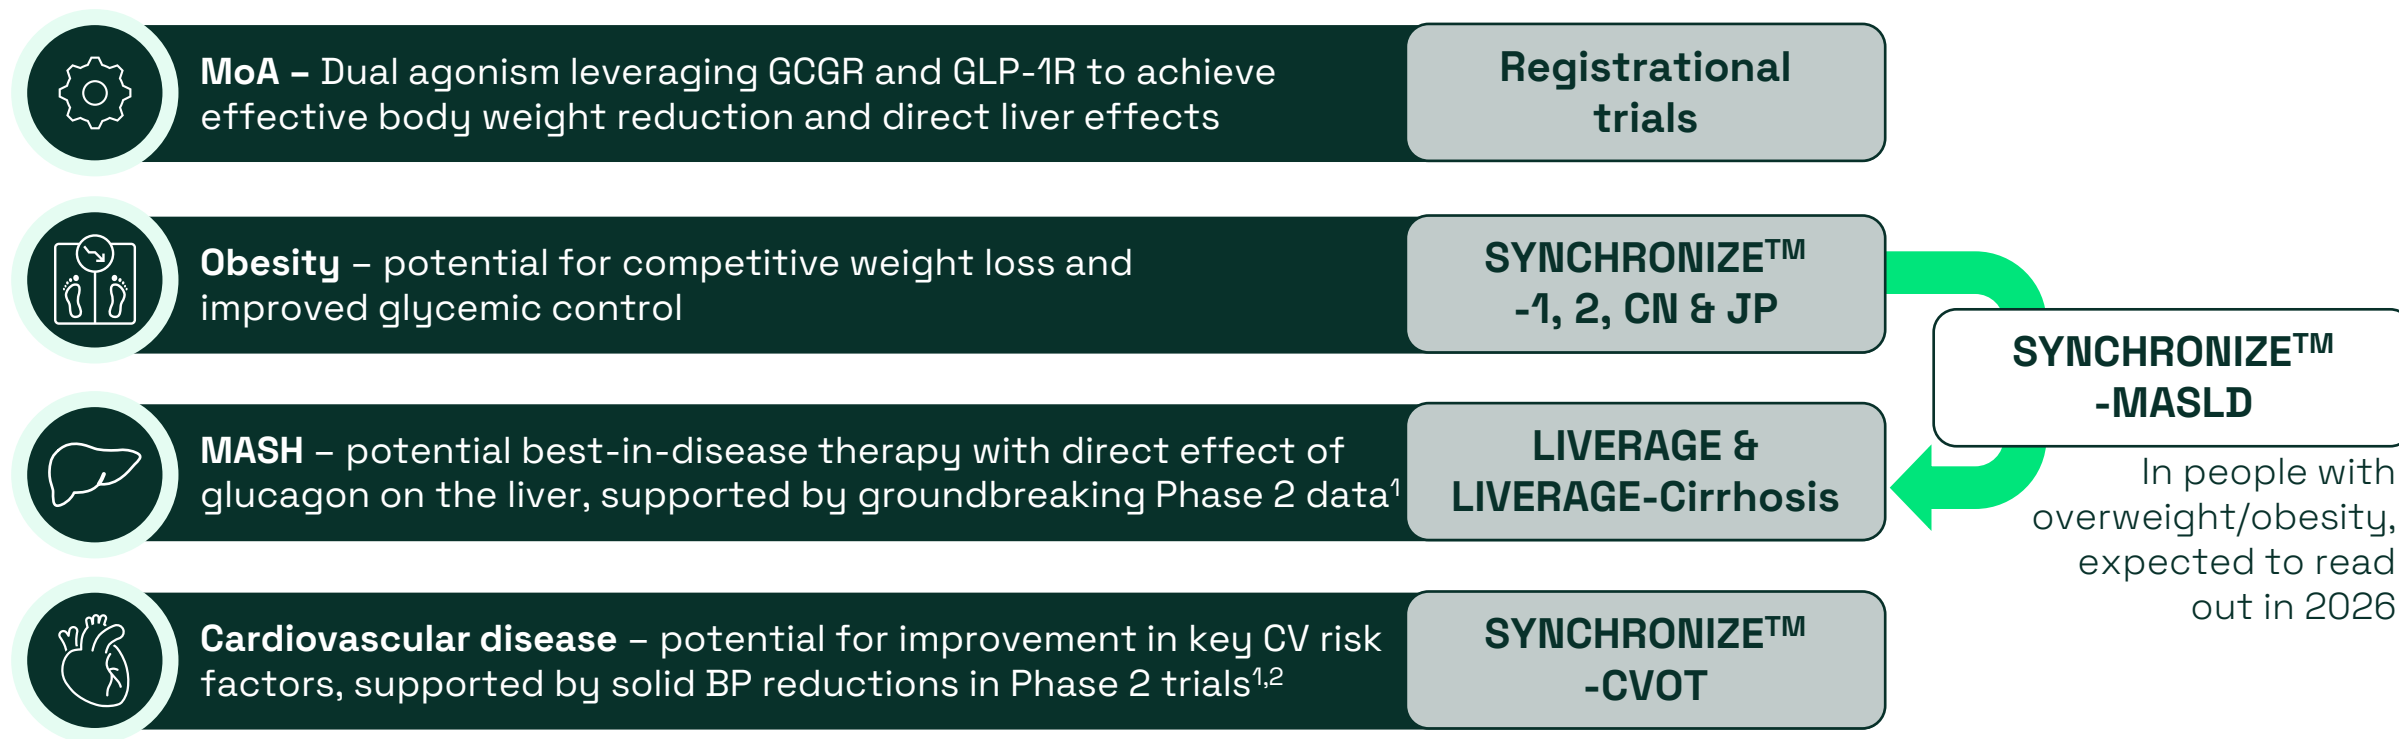 MoA – Dual agonism leveraging GCGR and GLP-1R to achieve
effective body weight reduction and direct liver effects
Registrational
trials
Obesity – potential for competitive weight loss and
improved glycemic control
SYNCHRONIZE™
-1, 2, CN & JP
SYNCHRONIZE™
-MASLD
In people with
overweight/obesity,
expected to read
out in 2026
MASH – potential best-in-disease therapy with direct effect of
glucagon on the liver, supported by groundbreaking Phase 2 data¹
LIVERAGE &
LIVERAGE-Cirrhosis
Cardiovascular disease – potential for improvement in key CV risk
factors, supported by solid BP reductions in Phase 2 trials¹,²
SYNCHRONIZE™
-CVOT